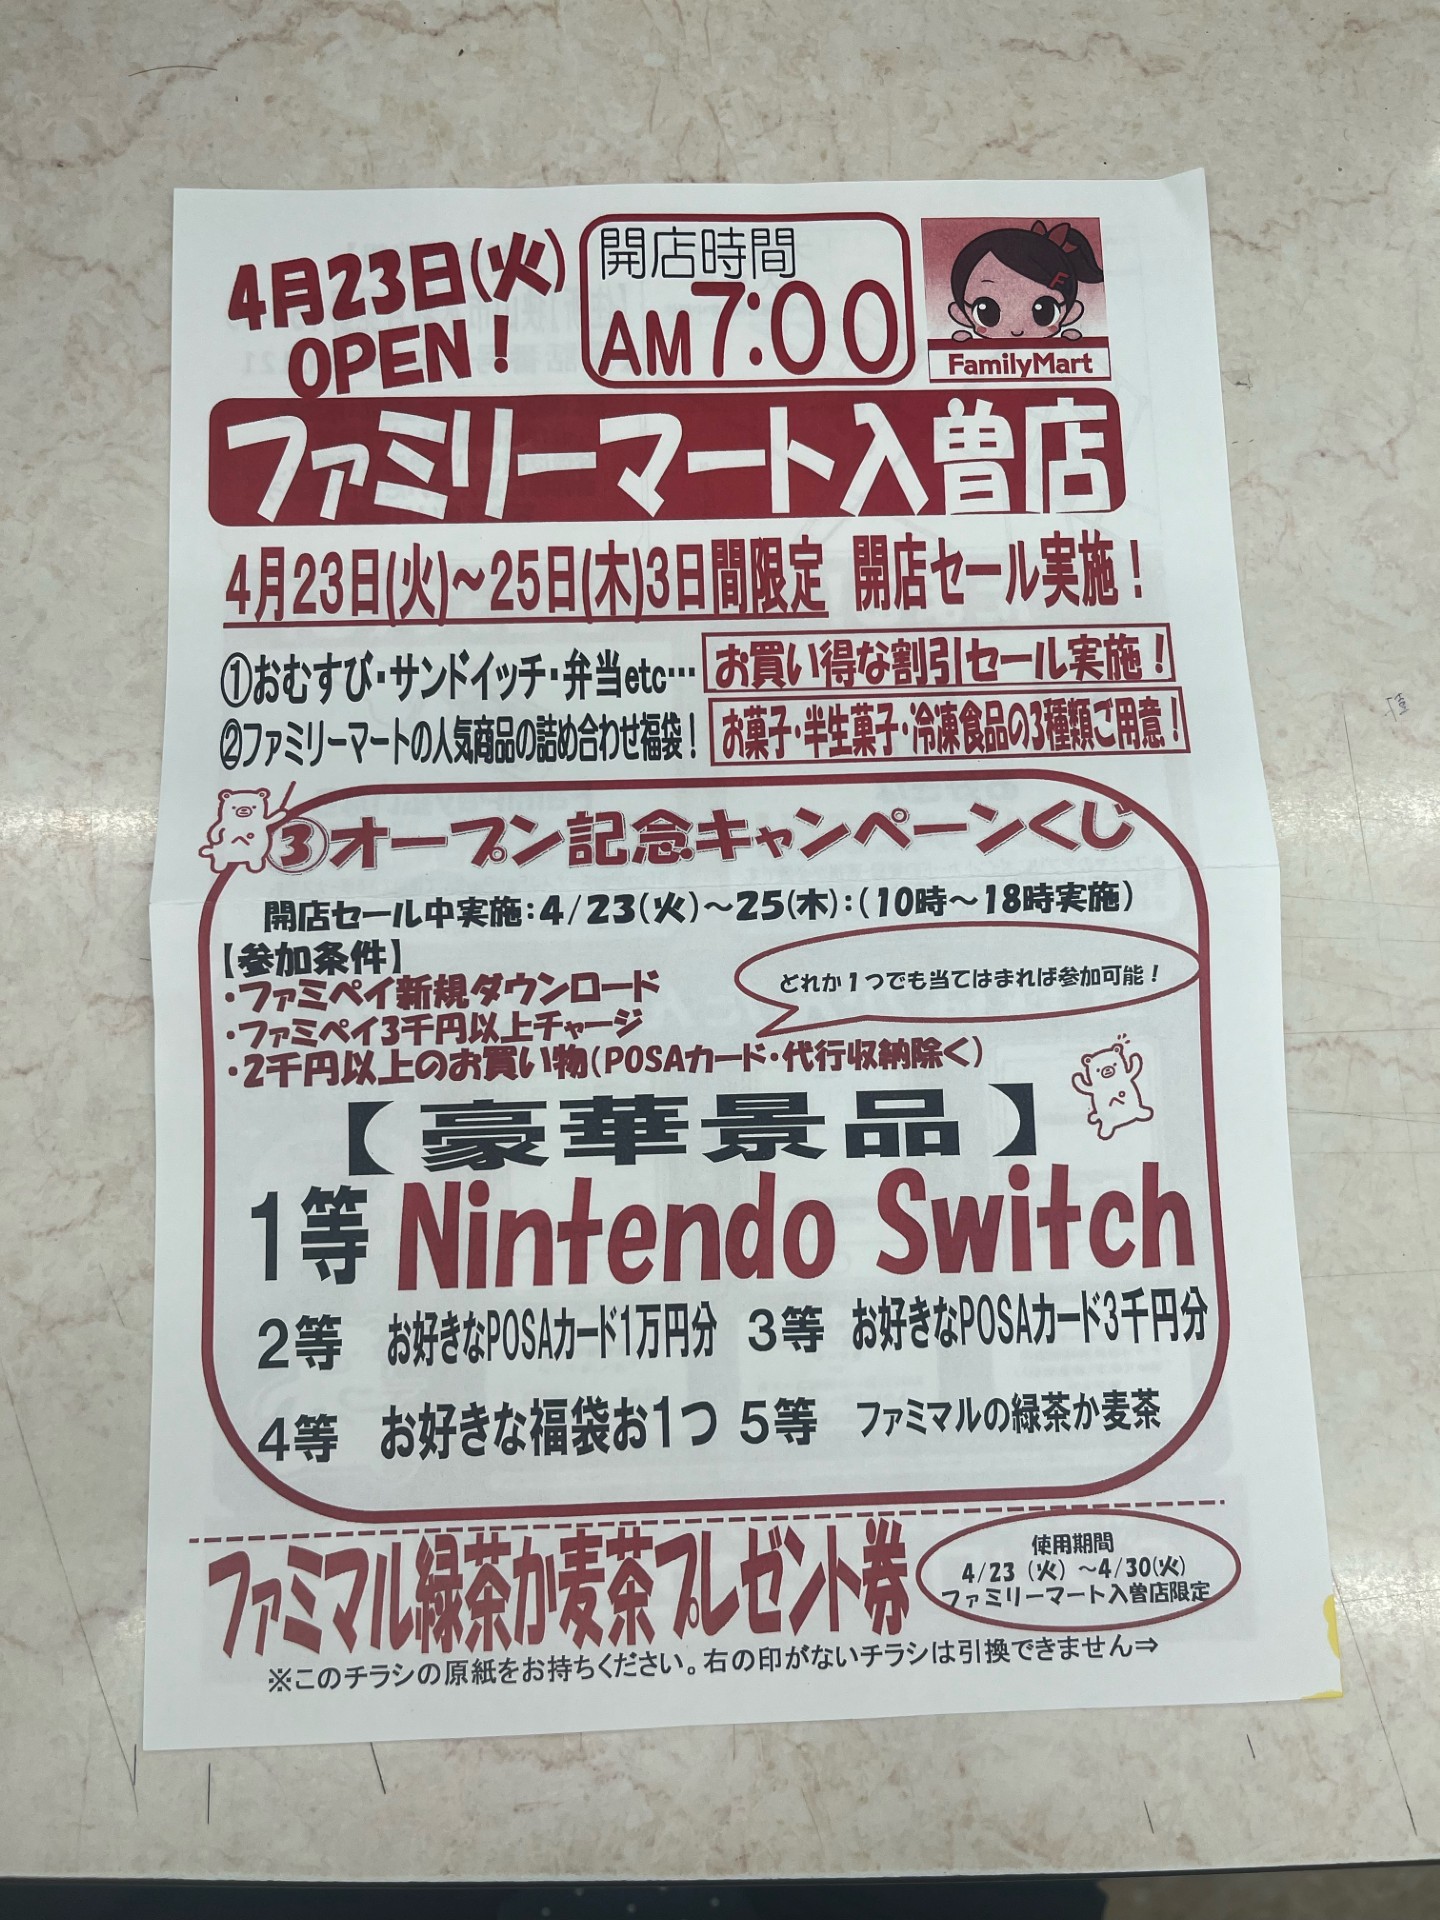 4月23日(火)
OPEN！
開店時間
AM7:00
FamilyMart
ファミリーマート入曽店
4月23日(火)～25日(木)3日間限定 開店セール実施！
①おむすび・サンドイッチ・弁当etc… お買い得な割引セール実施！
②ファミリーマートの人気商品の詰め合わせ福袋！ お菓子・半生菓子・冷凍食品の3種類ご用意！
ペ
③オープン記念キャンペーンくじ
開店セール中実施：4/23(火)～25(木)：(10時～18時実施)
【参加条件】
・ファミペイ新規ダウンロード
・ファミペイ3千円以上チャージ
・2千円以上のお買い物(POSAカード・代行収納除く)
どれか1つでも当てはまれば参加可能！
ペ
【豪華景品】
1等 Nintendo Switch
2等 お好きなPOSAカード1万円分 3等 お好きなPOSAカード3千円分
4等 お好きな福袋お1つ 5等 ファミマルの緑茶か麦茶
ファミマル緑茶か麦茶プレゼント券
使用期間
4/23（火）～4/30(火)
ファミリーマート入曽店限定
※このチラシの原紙をお持ちください。右の印がないチラシは引換できません⇒